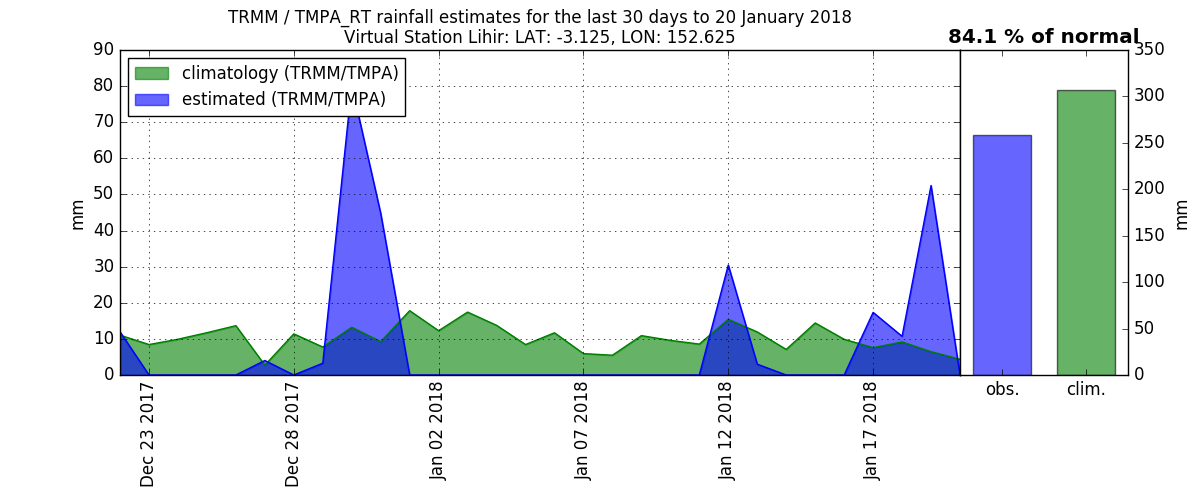 TRMM / TMPA_RT rainfall estimates for the last 30 days to 20 January 2018
Virtual Station Lihir: LAT: -3.125, LON: 152.625
84.1 % of normal
climatology (TRMM/TMPA)
estimated (TRMM/TMPA)
90
80
70
60
50
40
30
20
10
0
mm
Dec 23 2017
Dec 28 2017
Jan 02 2018
Jan 07 2018
Jan 12 2018
Jan 17 2018
obs.
clim.
350
300
250
200
150
100
50
0
mm